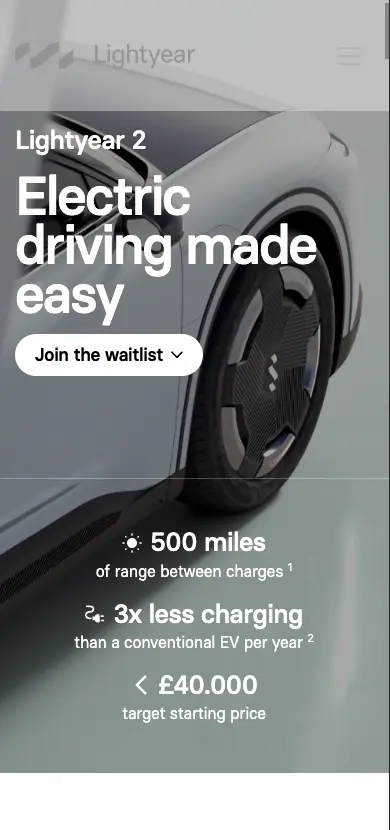 Lightyear
Lightyear 2
Electric
driving made
easy
Join the waitlist
500 miles
of range between charges 1
3x less charging
than a conventional EV per year 2
< £40.000
target starting price